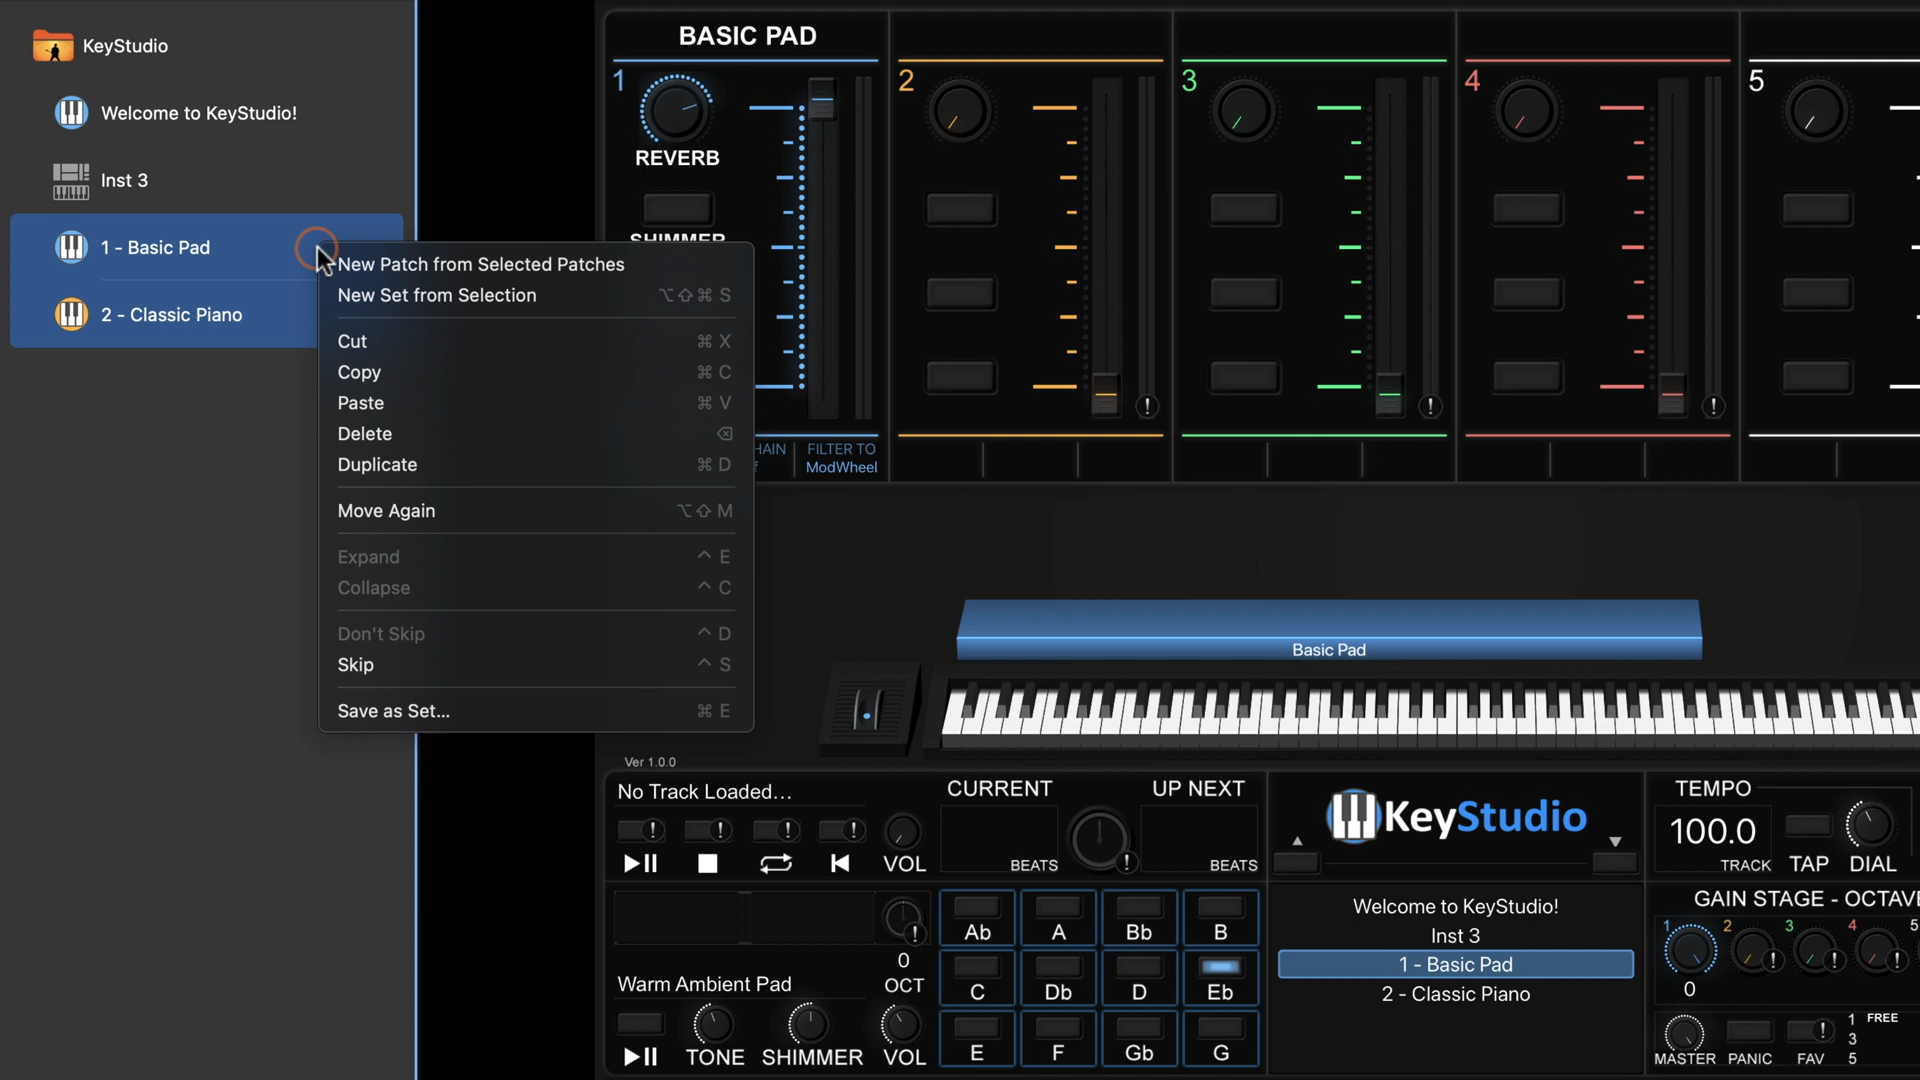 KeyStudio
Welcome to KeyStudio!
Inst 3
1 - Basic Pad
2 - Classic Piano
New Patch from Selected Patches
New Set from Selection ⌥⇧⌘ S
Cut ⌘ X
Copy ⌘ C
Paste ⌘ V
Delete ⌫
Duplicate ⌘ D
Move Again ⌥⇧ M
Expand ^ E
Collapse ^ C
Don't Skip ^ D
Skip ^ S
Save as Set... ⌘ E
BASIC PAD
1
REVERB
SHIMMER
FILTER TO
ModWheel
2
!
3
!
4
!
5
Basic Pad
Ver 1.0.0
No Track Loaded...
! ! ! !
VOL
CURRENT
BEATS
!
UP NEXT
BEATS
!
0
OCT
Warm Ambient Pad
TONE SHIMMER VOL
Ab A Bb B
C Db D Eb
E F Gb G
KeyStudio
Welcome to KeyStudio!
Inst 3
1 - Basic Pad
2 - Classic Piano
TEMPO
100.0
TRACK TAP DIAL
GAIN STAGE - OCTAVE
1 2 3 4 5
! ! !
0
! 
MASTER PANIC FAV
1 FREE
3
5